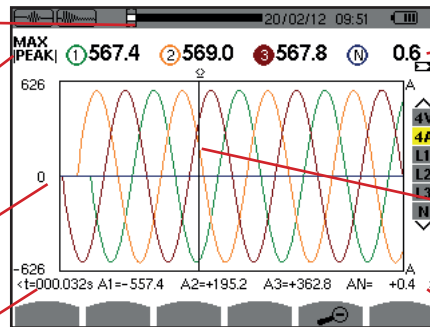 20/02/12 09:51
MAX
|PEAK| 1 567.4 2 569.0 3 567.8 N 0.6
626 A
4V
4A
L1
0 L2
L3
N
-626 A
<t=000.032s A1=-557.4 A2=+195.2 A3=+362.8 AN= +0.4